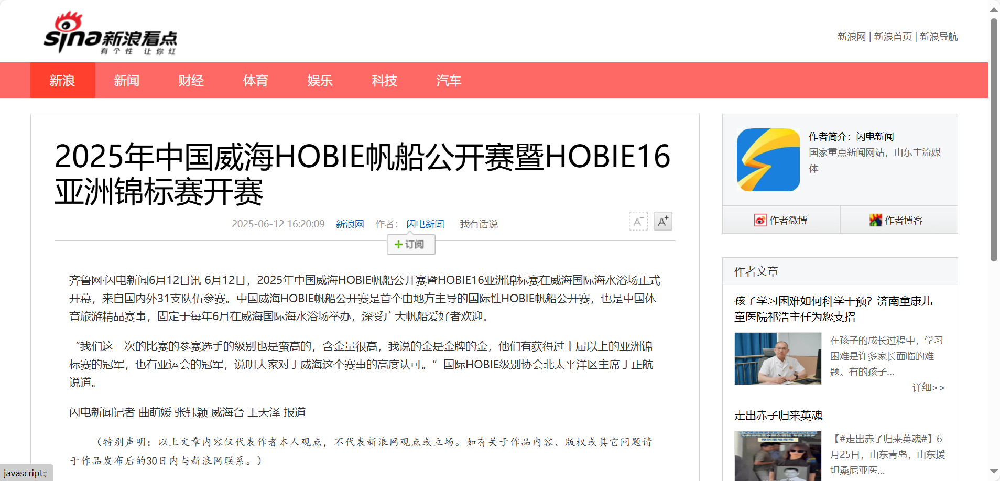 sina新浪看点
有个性 让你红
新浪网 | 新浪首页 | 新浪导航
新浪 新闻 财经 体育 娱乐 科技 汽车
2025年中国威海HOBIE帆船公开赛暨HOBIE16
亚洲锦标赛开赛
2025-06-12 16:20:09 新浪网 作者： 闪电新闻 我有话说
A- A+
+订阅
齐鲁网·闪电新闻6月12日讯 6月12日，2025年中国威海HOBIE帆船公开赛暨HOBIE16亚洲锦标赛在威海国际海水浴场正式
开幕，来自国内外31支队伍参赛。中国威海HOBIE帆船公开赛是首个由地方主导的国际性HOBIE帆船公开赛，也是中国体
育旅游精品赛事，固定于每年6月在威海国际海水浴场举办，深受广大帆船爱好者欢迎。
“我们这一次的比赛的参赛选手的级别也是蛮高的，含金量很高，我说的金是金牌的金，他们有获得过十届以上的亚洲锦
标赛的冠军，也有亚运会的冠军，说明大家对于威海这个赛事的高度认可。”国际HOBIE级别协会北太平洋区主席丁正航
说道。
闪电新闻记者 曲萌媛 张钰颖 威海台 王天泽 报道
（特别声明：以上文章内容仅代表作者本人观点，不代表新浪网观点或立场。如有关于作品内容、版权或其它问题请
于作品发布后的30日内与新浪网联系。）
javascript:;
作者简介：闪电新闻
国家重点新闻网站，山东主流媒
体
作者微博 作者博客
作者文章
孩子学习困难如何科学干预？济南童康儿
童医院祁浩主任为您支招
在孩子的成长过程中，学习
困难是许多家长面临的难
题。有的孩子...
详细>>
走出赤子归来英魂
【#走出赤子归来英魂#】6
月25日，山东青岛，山东援
坦桑尼亚医...